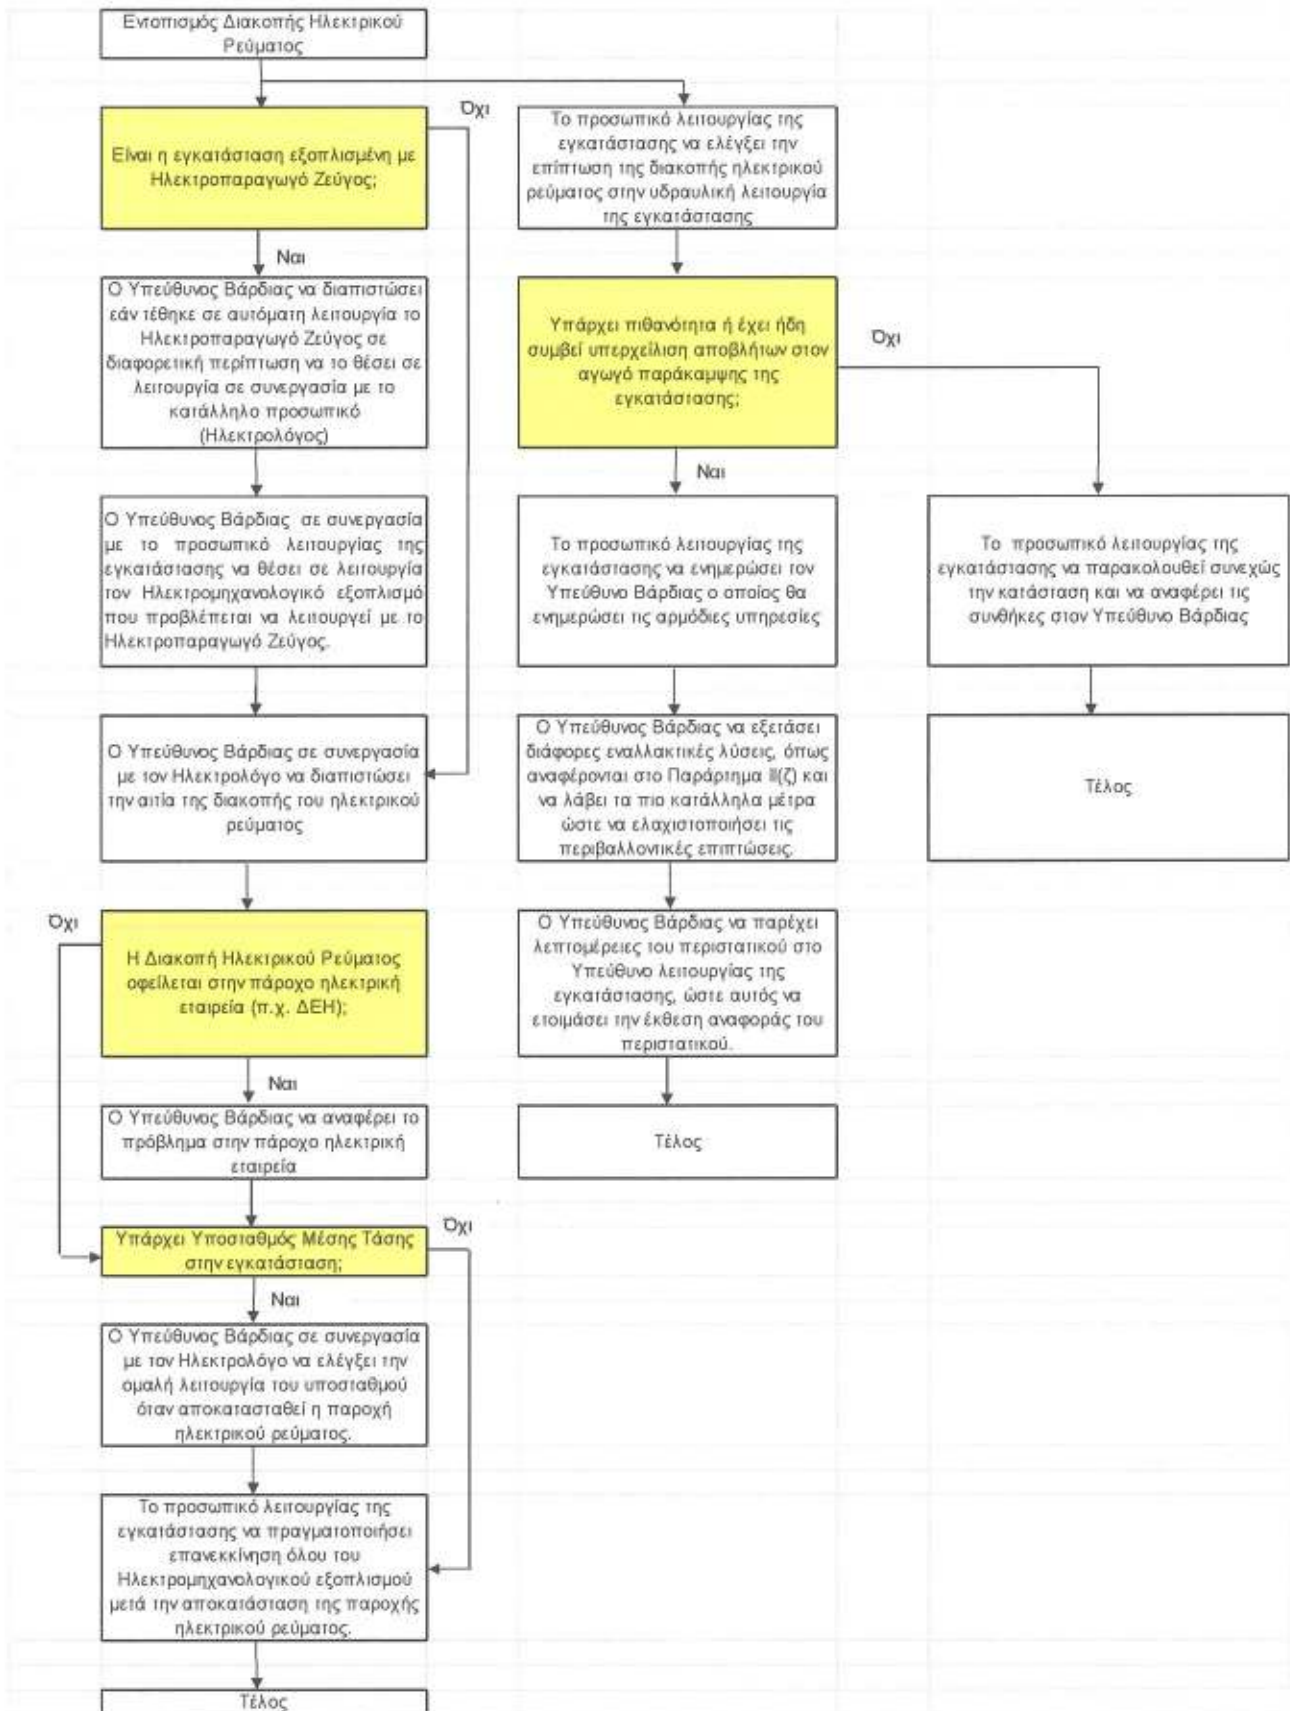 Εντοπισμός Διακοπής Ηλεκτρικού
Ρεύματος
Όχι
Είναι η εγκατάσταση εξοπλισμένη με
Ηλεκτροπαραγωγό Ζεύγος;
Το προσωπικό λειτουργίας της
εγκατάστασης να ελέγξει την
επίπτωση της διακοπής ηλεκτρικού
ρεύματος στην υδραυλική λειτουργία
της εγκατάστασης
Ναι
Ο Υπεύθυνος Βάρδιας να διαπιστώσει
εάν τέθηκε σε αυτόματη λειτουργία το
Ηλεκτροπαραγωγό Ζεύγος σε
διαφορετική περίπτωση να το θέσει σε
λειτουργία σε συνεργασία με το
κατάλληλο προσωπικό
(Ηλεκτρολόγος)
Υπάρχει πιθανότητα ή έχει ήδη
συμβεί υπερχείλιση αποβλήτων στον
αγωγό παράκαμψης της
εγκατάστασης;
Όχι
Ναι
Ο Υπεύθυνος Βάρδιας σε συνεργασία
με το προσωπικό λειτουργίας της
εγκατάστασης να θέσει σε λειτουργία
τον Ηλεκτρομηχανολογικό εξοπλισμό
που προβλέπεται να λειτουργεί με το
Ηλεκτροπαραγωγό Ζεύγος.
Το προσωπικό λειτουργίας της
εγκατάστασης να ενημερώσει τον
Υπεύθυνο Βάρδιας ο οποίος θα
ενημερώσει τις αρμόδιες υπηρεσίες
Το προσωπικό λειτουργίας της
εγκατάστασης να παρακολουθεί συνεχώς
την κατάσταση και να αναφέρει τις
συνθήκες στον Υπεύθυνο Βάρδιας
Ο Υπεύθυνος Βάρδιας σε συνεργασία
με τον Ηλεκτρολόγο να διαπιστώσει
την αιτία της διακοπής του ηλεκτρικού
ρεύματος
Ο Υπεύθυνος Βάρδιας να εξετάσει
διάφορες εναλλακτικές λύσεις, όπως
αναφέρονται στο Παράρτημα ΙΙ(ζ) και
να λάβει τα πιο κατάλληλα μέτρα
ώστε να ελαχιστοποιήσει τις
περιβαλλοντικές επιπτώσεις.
Τέλος
Όχι
Η Διακοπή Ηλεκτρικού Ρεύματος
οφείλεται στην πάροχο ηλεκτρική
εταιρεία (π.χ. ΔΕΗ);
Ο Υπεύθυνος Βάρδιας να παρέχει
λεπτομέρειες του περιστατικού στο
Υπεύθυνο λειτουργίας της
εγκατάστασης, ώστε αυτός να
ετοιμάσει την έκθεση αναφοράς του
περιστατικού.
Ναι
Ο Υπεύθυνος Βάρδιας να αναφέρει το
πρόβλημα στην πάροχο ηλεκτρική
εταιρεία
Τέλος
Όχι
Υπάρχει Υποσταθμός Μέσης Τάσης
στην εγκατάσταση;
Ναι
Ο Υπεύθυνος Βάρδιας σε συνεργασία
με τον Ηλεκτρολόγο να ελέγξει την
ομαλή λειτουργία του υποσταθμού
όταν αποκατασταθεί η παροχή
ηλεκτρικού ρεύματος.
Το προσωπικό λειτουργίας της
εγκατάστασης να πραγματοποιήσει
επανεκκίνηση όλου του
Ηλεκτρομηχανολογικού εξοπλισμού
μετά την αποκατάσταση της παροχής
ηλεκτρικού ρεύματος.
Τέλος